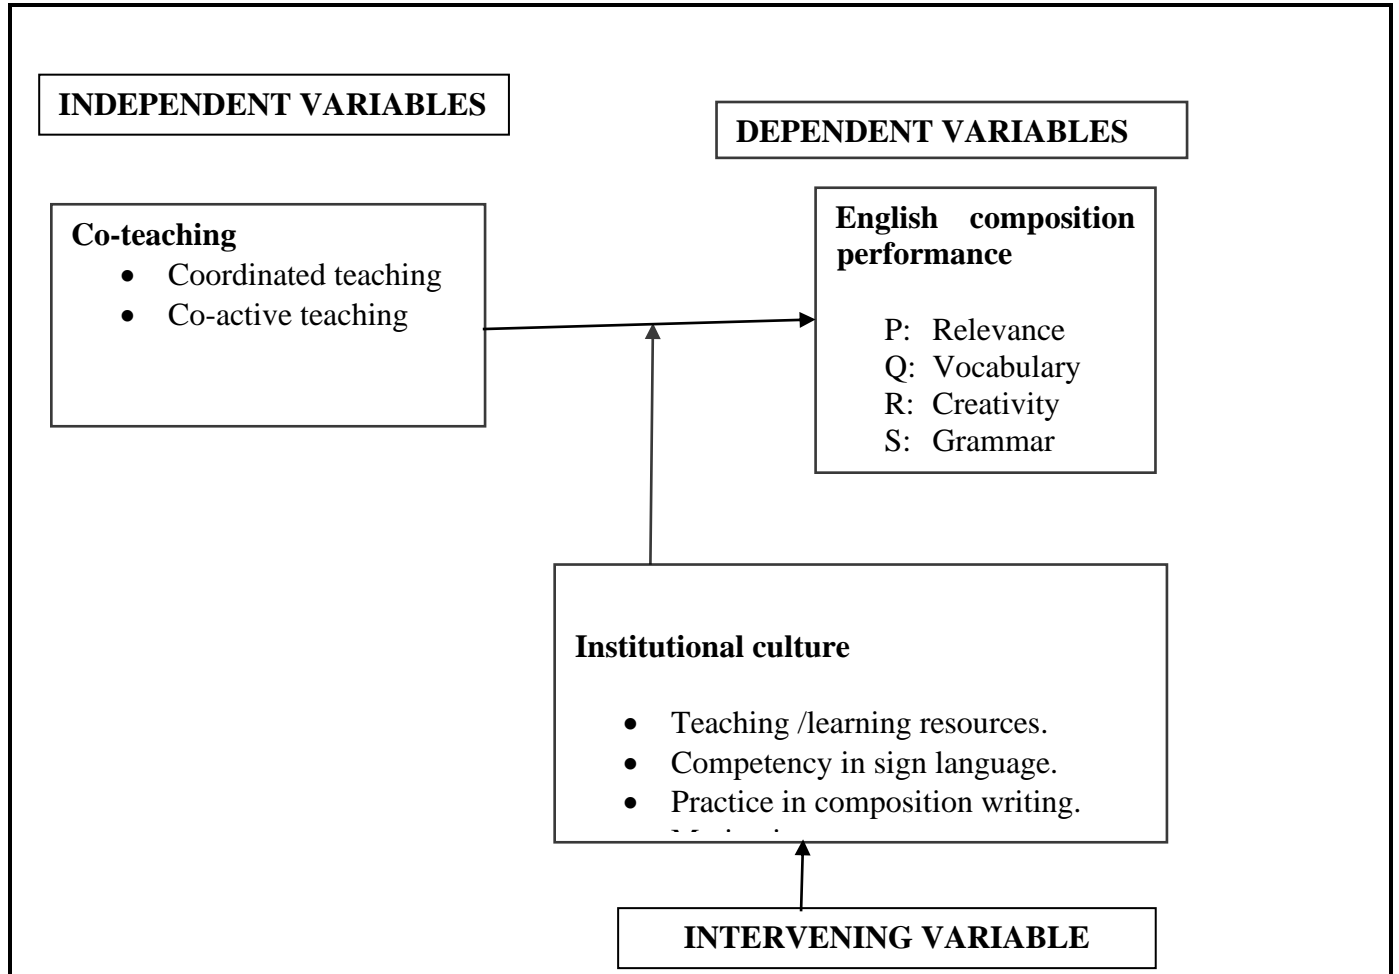 INDEPENDENT VARIABLES
DEPENDENT VARIABLES
Co-teaching
• Coordinated teaching
• Co-active teaching
English composition
performance
P: Relevance
Q: Vocabulary
R: Creativity
S: Grammar
Institutional culture
• Teaching /learning resources.
• Competency in sign language.
• Practice in composition writing.
INTERVENING VARIABLE